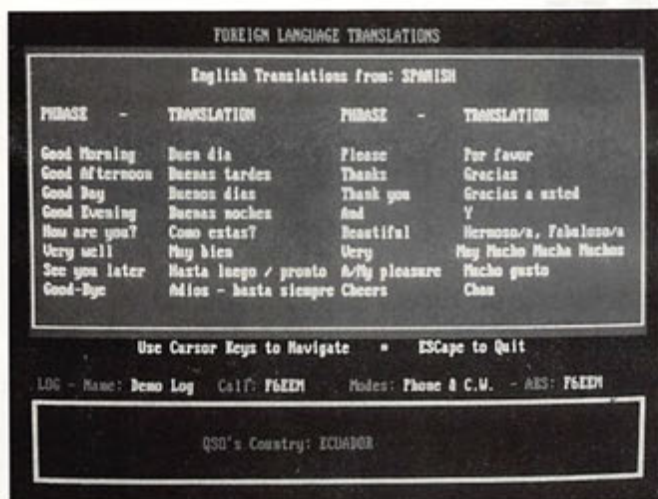 FOREIGN LANGUAGE TRANSLATIONS
English Translations from: SPANISH
PHRASE - TRANSLATION PHRASE - TRANSLATION
Good Morning Buen dia Please Por favor
Good Afternoon Buenas tardes Thanks Gracias
Good Day Buenos dias Thank you Gracias a usted
Good Evening Buenas noches And Y
How are you? Como estas? Beautiful Hermoso/a, Fabuloso/a
Very well Muy bien Very Muy Mucho Mucha Muchos
See you later Hasta luego / pronto A/My pleasure Mucho gusto
Good-Bye Adios - hasta siempre Cheers Chau
Use Cursor Keys to Navigate * ESCape to Quit
LOG - Name: Demo Log Call: F6EEM Modes: Phone & C.W. - ARS: F6EEM
QSO's Country: ECUADOR